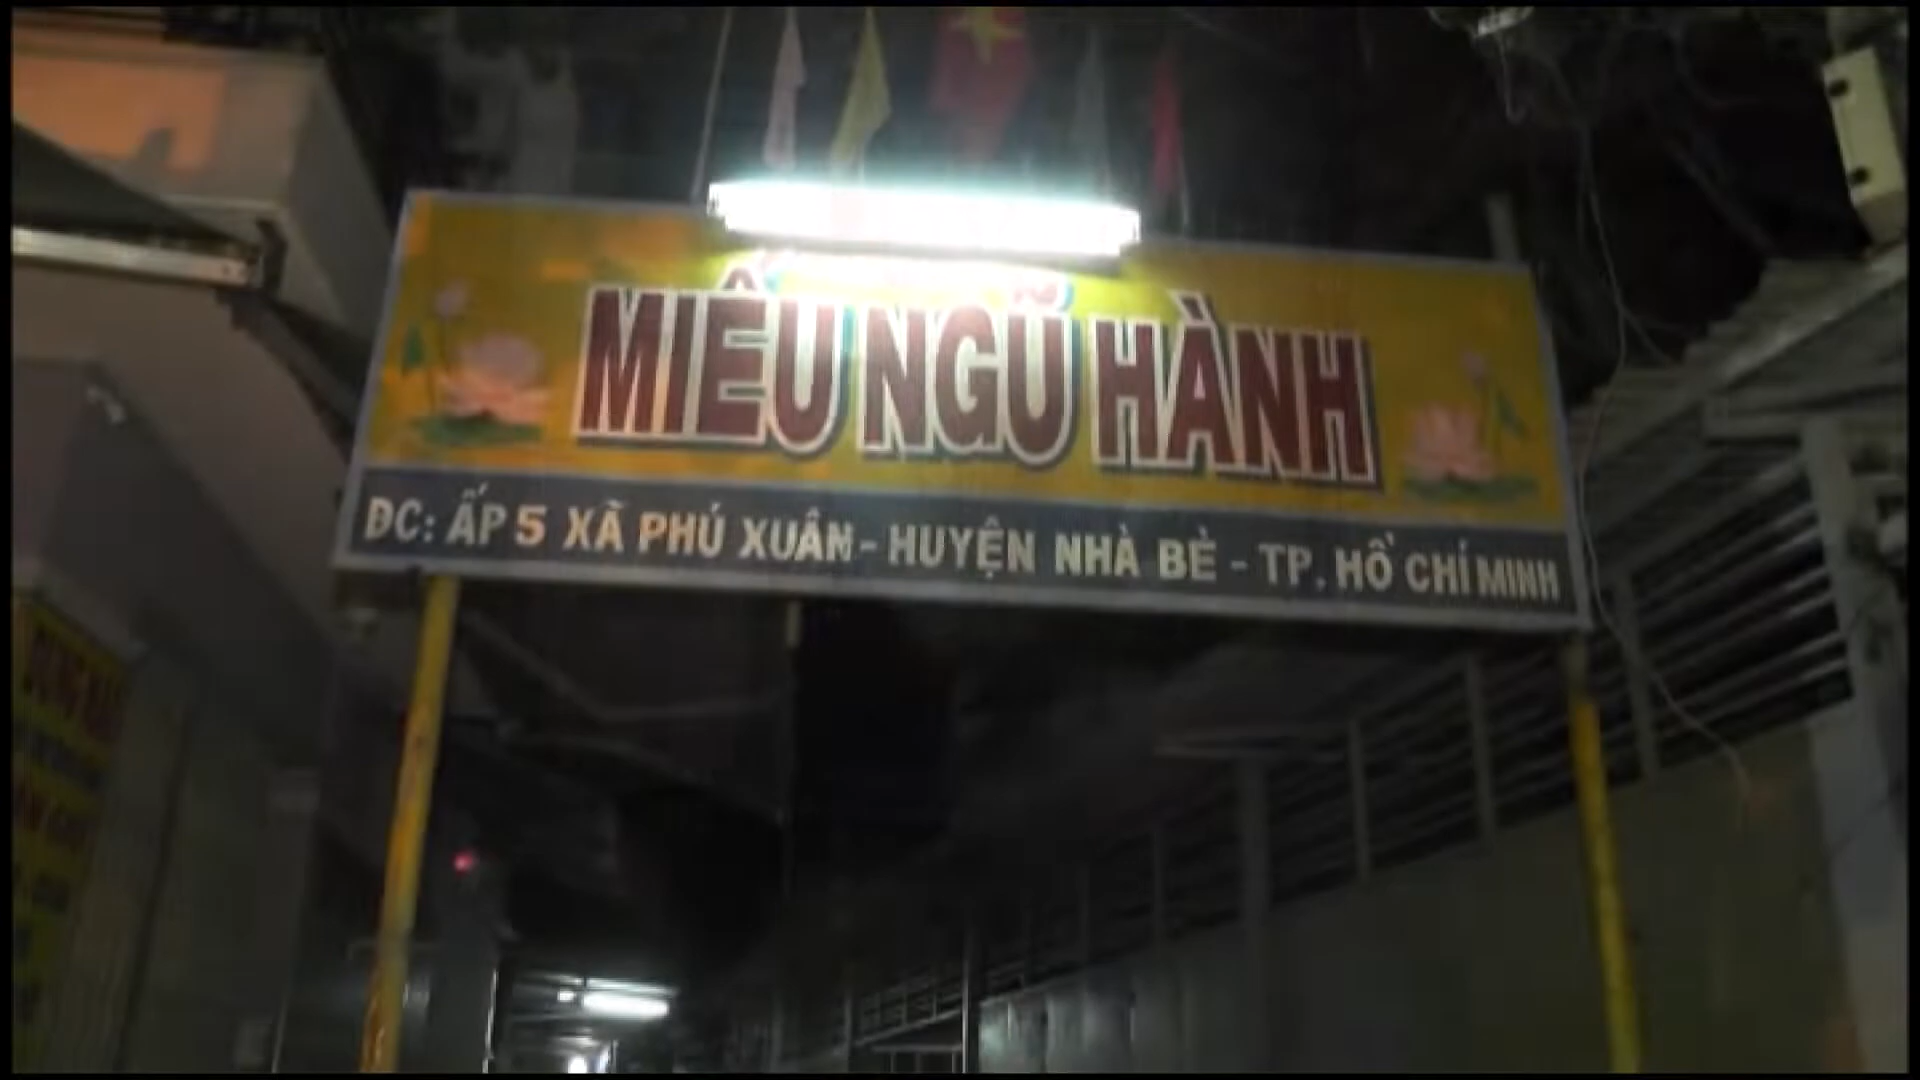 MIẾU NGŨ HÀNH
ĐC: ẤP 5 XÃ PHÚ XUÂN - HUYỆN NHÀ BÈ - TP. HỒ CHÍ MINH